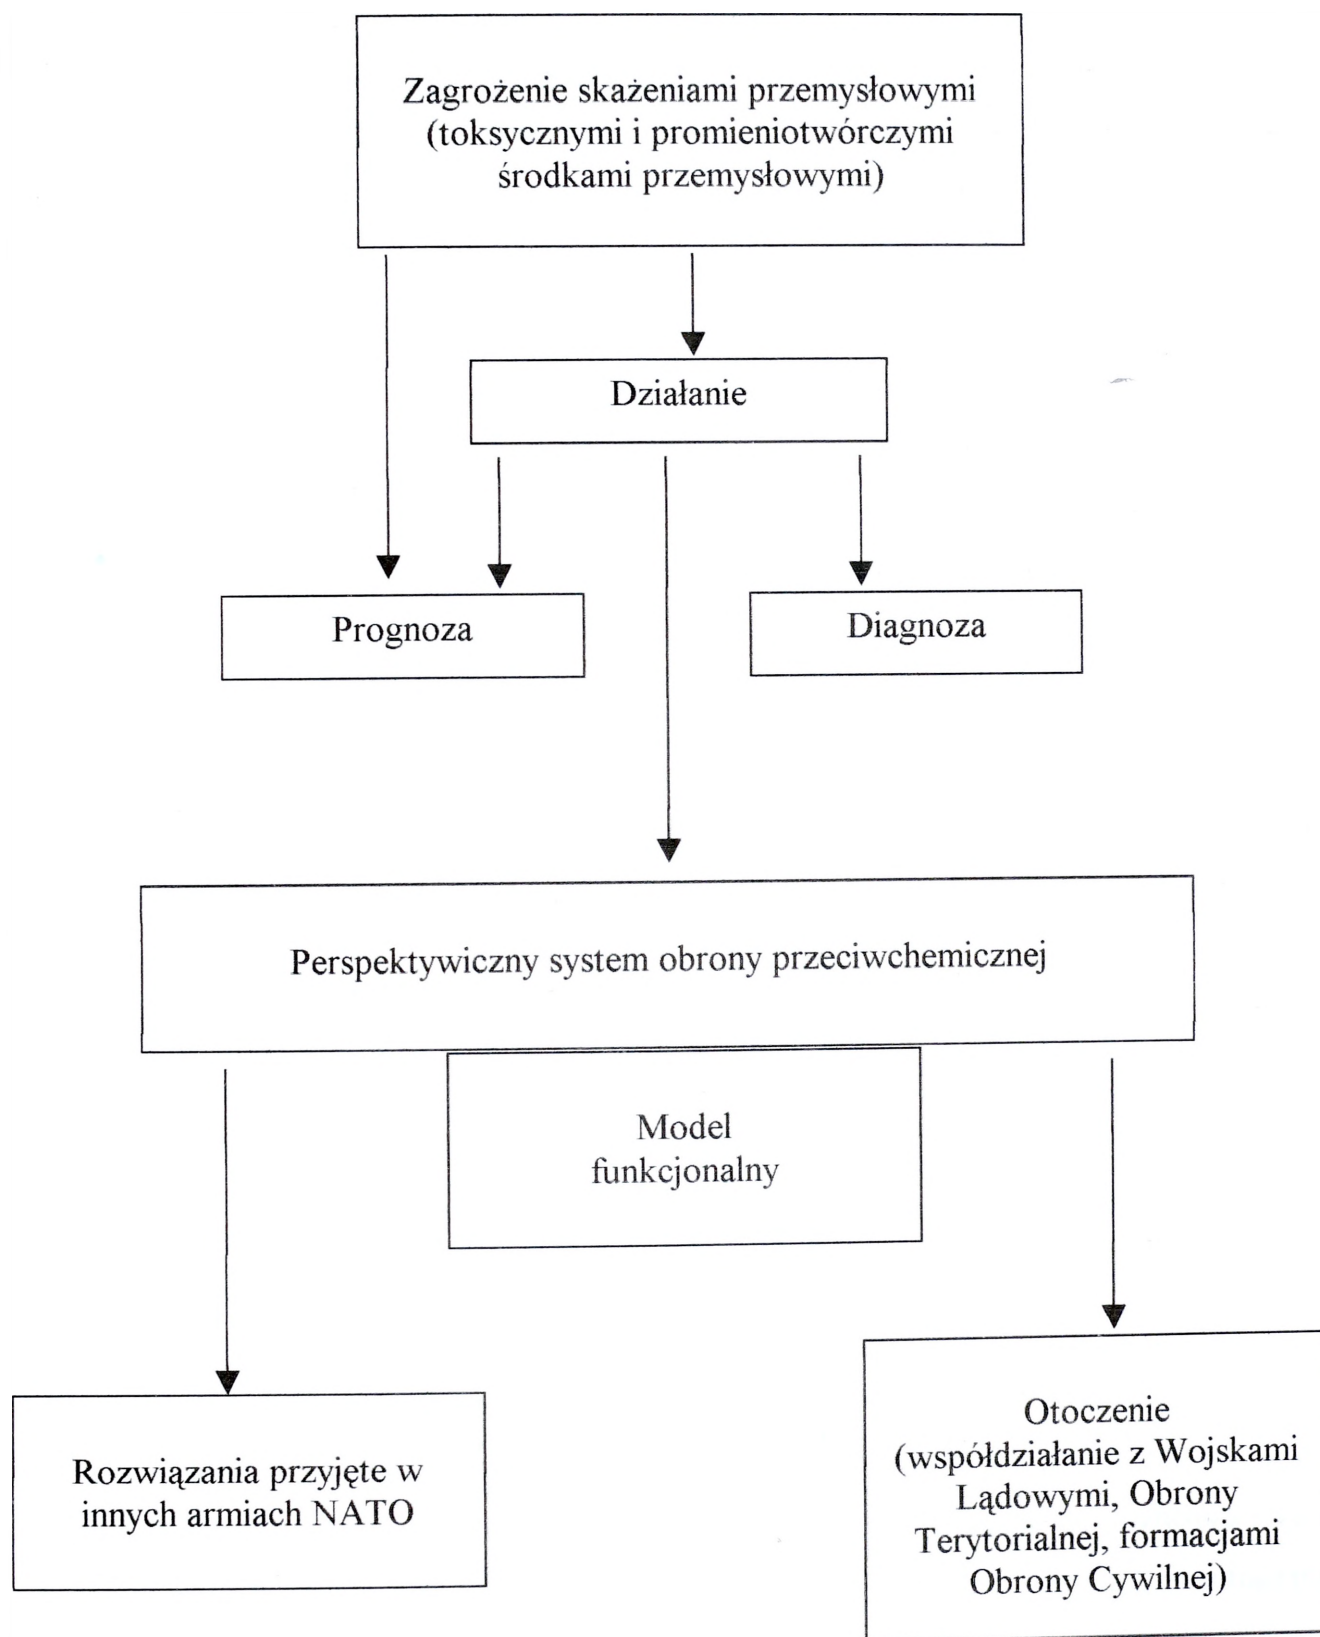 Zagrożenie skażeniami przemysłowymi
(toksycznymi i promieniotwórczymi
środkami przemysłowymi)
Działanie
Prognoza
Diagnoza
Perspektywiczny system obrony przeciwchemicznej
Model
funkcjonalny
Rozwiązania przyjęte w
innych armiach NATO
Otoczenie
(współdziałanie z Wojskami
Lądowymi, Obrony
Terytorialnej, formacjami
Obrony Cywilnej)